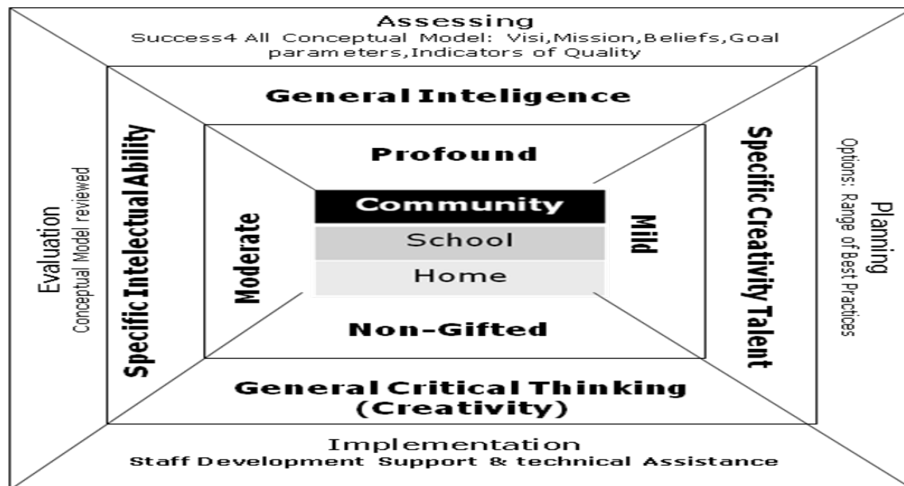 Assessing
Success4 All Conceptual Model: Visi,Mission,Beliefs,Goal
parameters,Indicators of Quality
General Inteligence
Profound
Community
School
Home
Moderate
Mild
Non-Gifted
Specific Intelectual Ability
Specific Creativity Talent
Evaluation
Conceptual Model reviewed
Planning
Options: Range of Best Practices
General Critical Thinking
(Creativity)
Implementation
Staff Development Support & technical Assistance